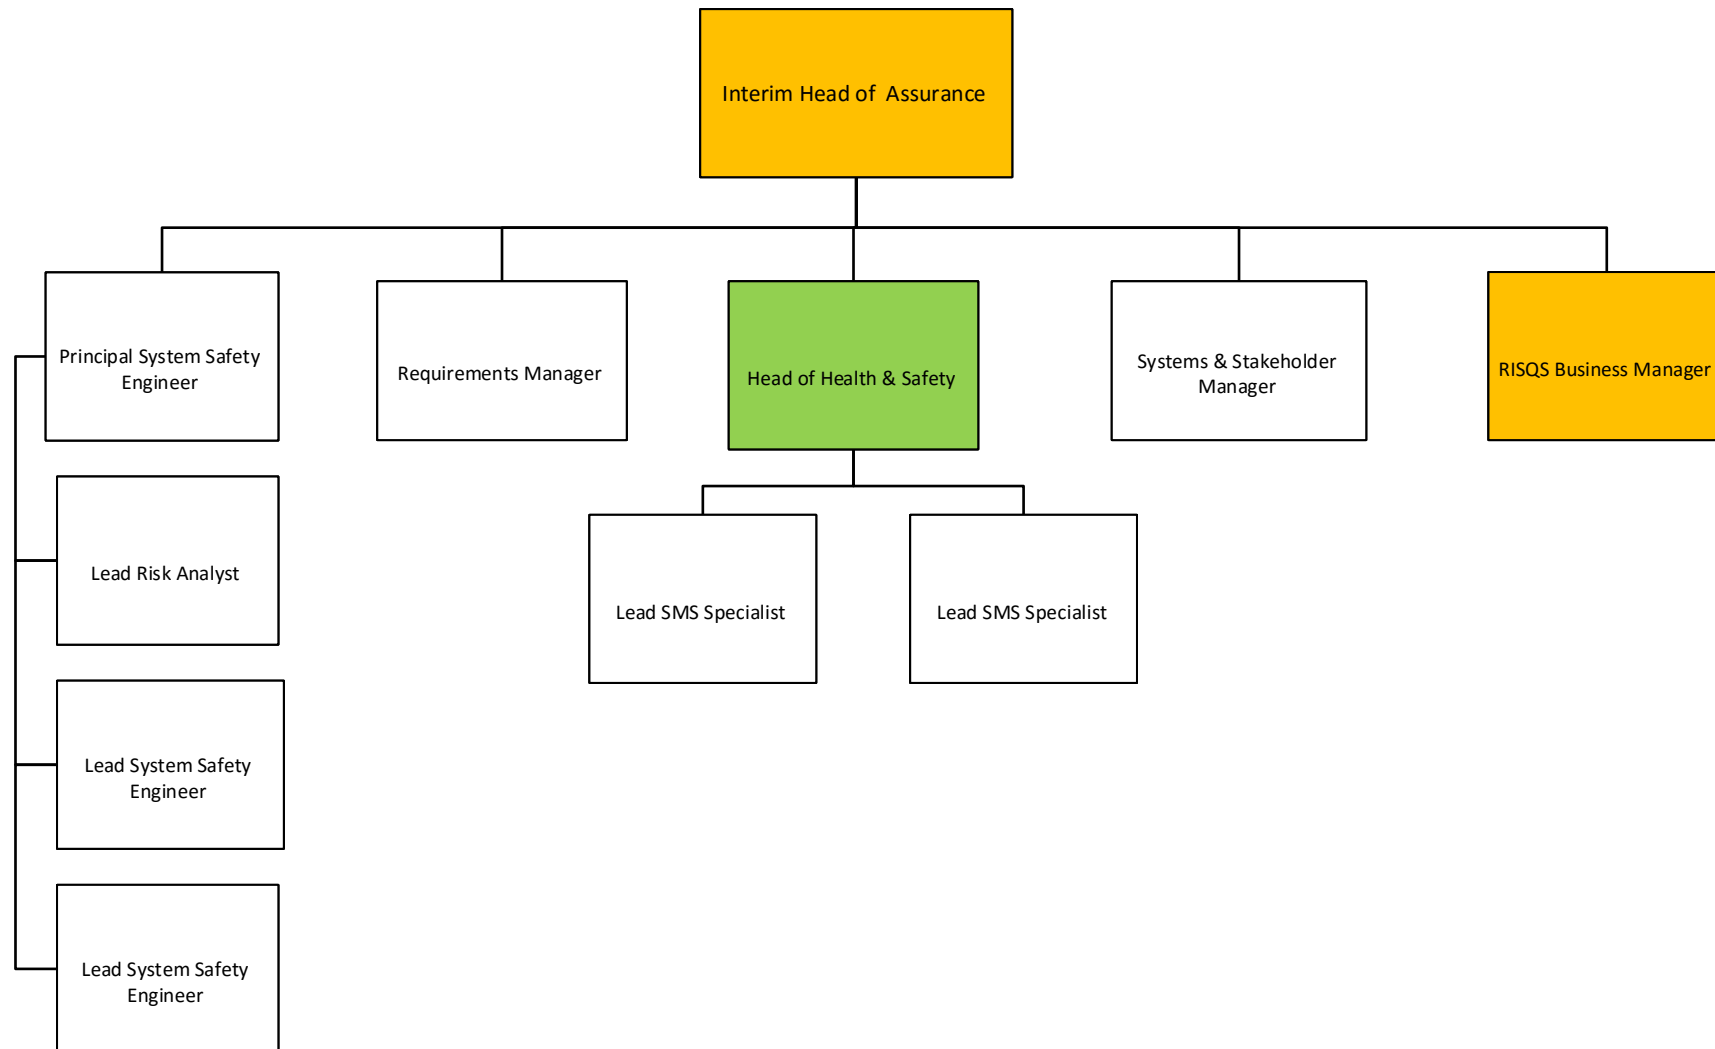 Interim Head of  Assurance
Principal System Safety
Engineer
Requirements Manager
Head of Health & Safety
Systems & Stakeholder
Manager
RISQS Business Manager
Lead Risk Analyst
Lead SMS Specialist
Lead SMS Specialist
Lead System Safety
Engineer
Lead System Safety
Engineer